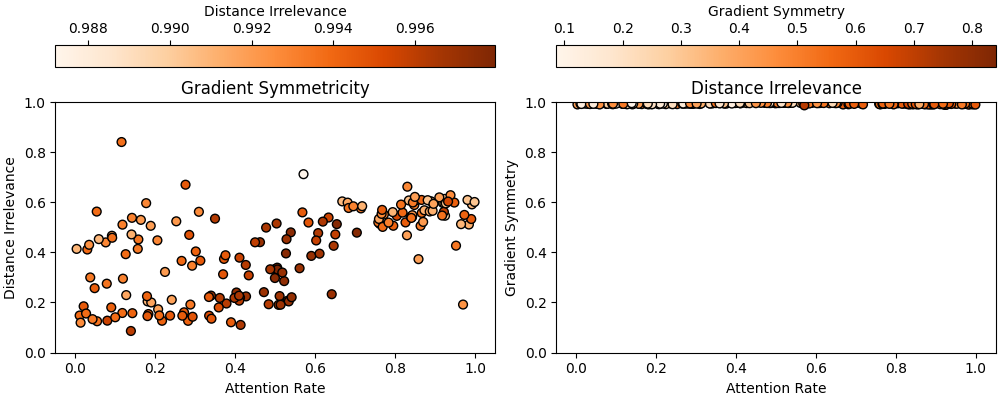 Distance Irrelevance
0.988 0.990 0.992 0.994 0.996
Gradient Symmetricity
1.0
0.8
0.6
0.4
0.2
0.0
Distance Irrelevance
0.0 0.2 0.4 0.6 0.8 1.0
Attention Rate
Gradient Symmetry
0.1 0.2 0.3 0.4 0.5 0.6 0.7 0.8
Distance Irrelevance
1.0
0.8
0.6
0.4
0.2
0.0
Gradient Symmetry
0.0 0.2 0.4 0.6 0.8 1.0
Attention Rate